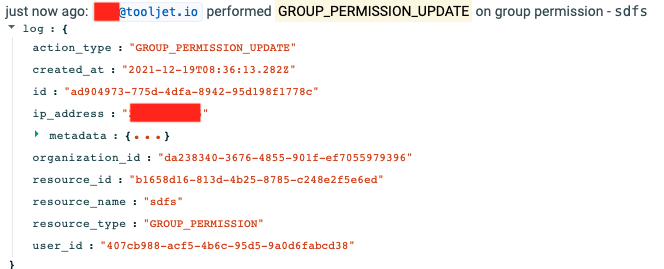 just now ago: @tooljet.io performed GROUP_PERMISSION_UPDATE on group permission - sdfs
log : {
action_type : "GROUP_PERMISSION_UPDATE"
created_at : "2021-12-19T08:36:13.282Z"
id : "ad904973-775d-4dfa-8942-95d198f1778c"
ip_address : " "
metadata : {...}
organization_id : "da238340-3676-4855-901f-ef7055979396"
resource_id : "b1658d16-813d-4b25-8785-c248e2f5e6ed"
resource_name : "sdfs"
resource_type : "GROUP_PERMISSION"
user_id : "407cb988-acf5-4b6c-95d5-9a0d6fabcd38"
}